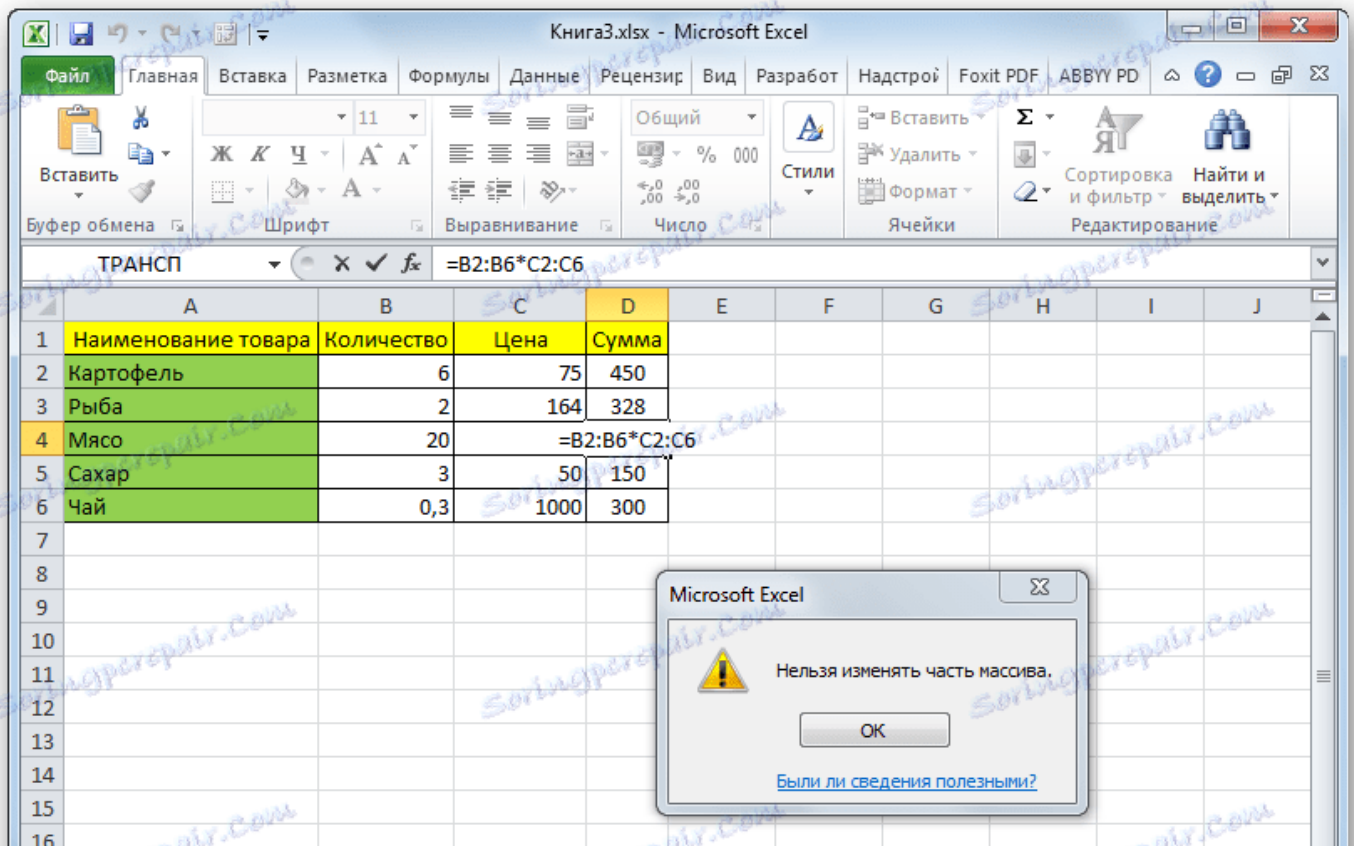 Книга3.xlsx - Microsoft Excel
Файл Главная Вставка Разметка Формулы Данные Рецензир Вид Разработ Надстрой Foxit PDF ABBYY PD
11 Общий Вставить Σ
Ж К Ч А А % 000 Удалить
Вставить А Стили Формат Сортировка и фильтр Найти и выделить
Буфер обмена Шрифт Выравнивание Число Ячейки Редактирование
ТРАНСП fx =B2:B6*C2:C6
A B C D E F G H I J
1 Наименование товара Количество Цена Сумма
2 Картофель 6 75 450
3 Рыба 2 164 328
4 Мясо 20 =B2:B6*C2:C6
5 Сахар 3 50 150
6 Чай 0,3 1000 300
7
8
9
10
11
12
13
14
15
16
Microsoft Excel
Нельзя изменять часть массива.
ОК
Были ли сведения полезными?
Soringpcrepair.Com